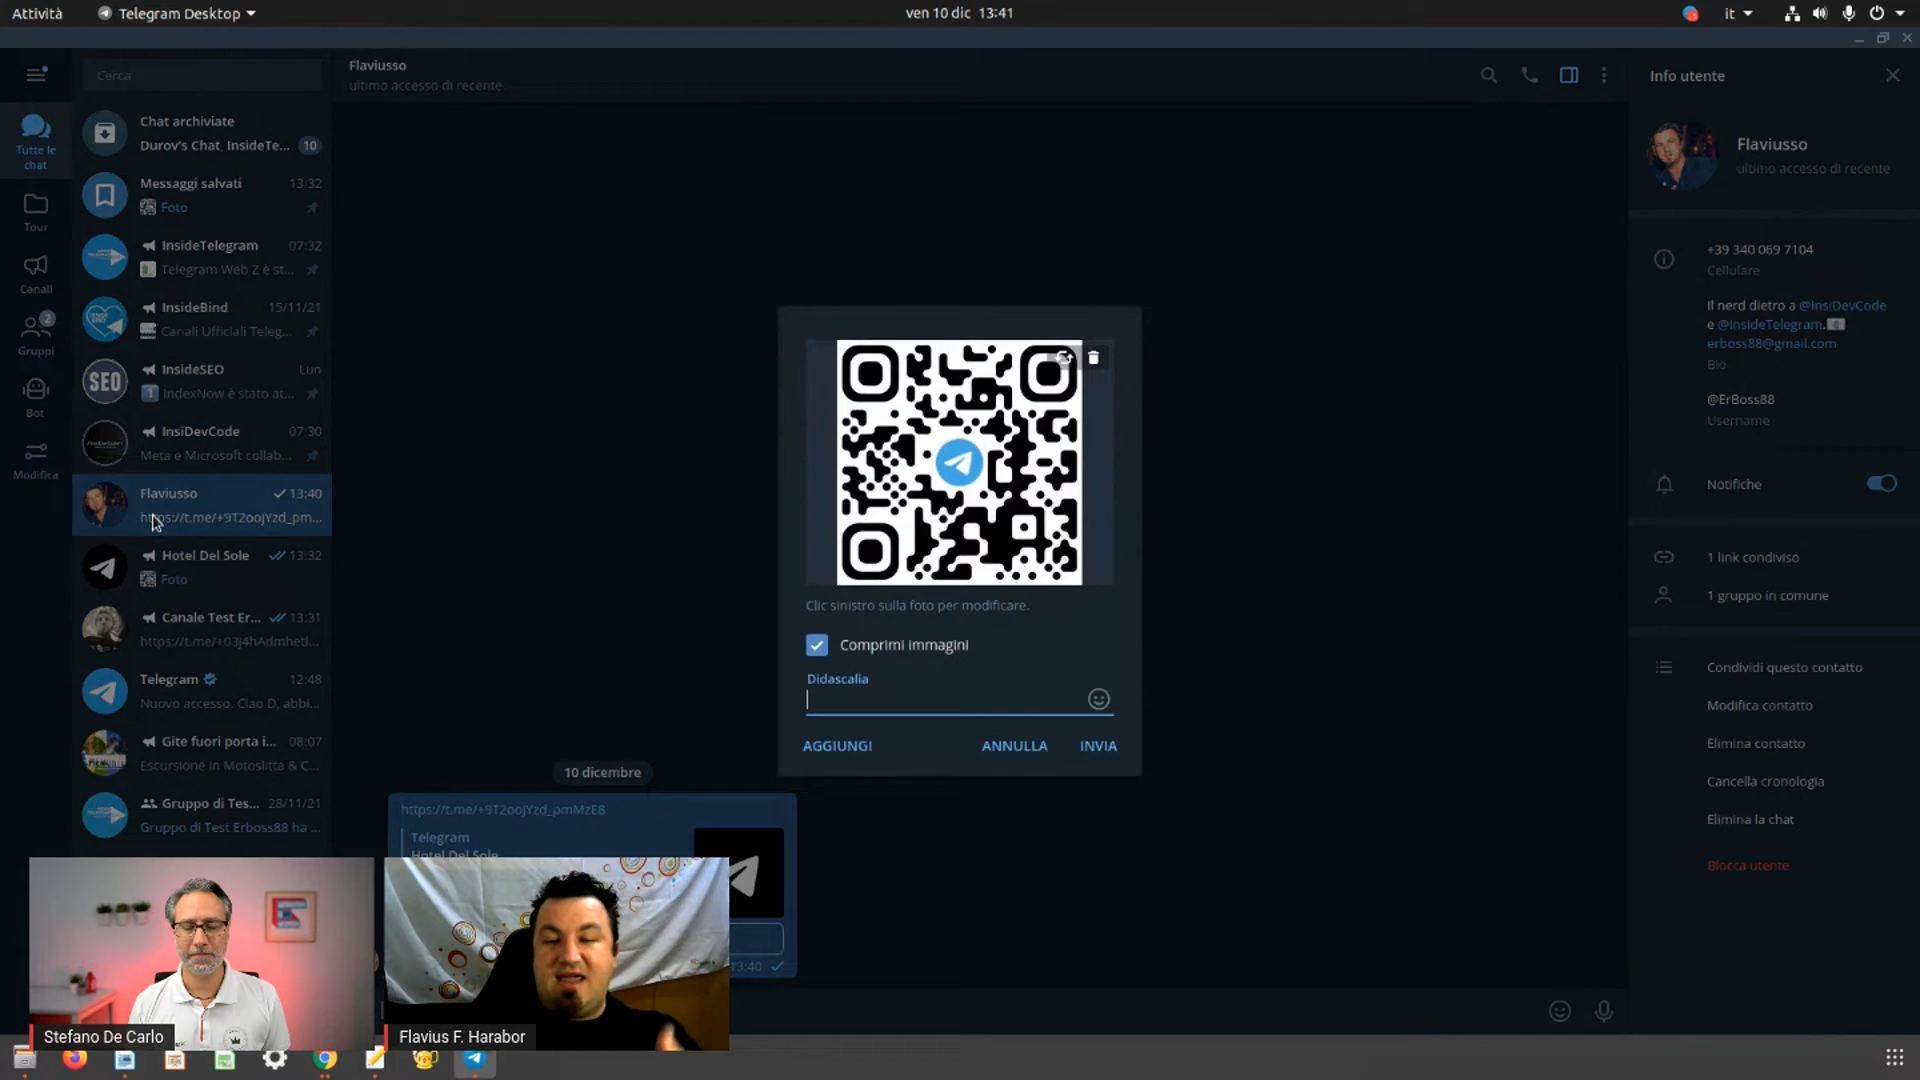 Attività
Telegram Desktop
ven 10 dic 13:41
it
Cerca
Tutte le
chat
Tour
Canali
2
Gruppi
Bot
Modifica
Chat archiviate
Durov's Chat, InsideTe...
10
Messaggi salvati
13:32
Foto
InsideTelegram
07:32
Telegram Web Z è st...
InsideBind
15/11/21
Canali Ufficiali Teleg...
SEO
InsideSEO
Lun
IndexNow è stato at...
InsiDevCode
07:30
Meta e Microsoft collab...
Flaviusso
13:40
https://t.me/+9T2oojYzd_pm...
Hotel Del Sole
13:32
Foto
Canale Test Er...
13:31
https://t.me/+03j4hAdmhetl...
Telegram
12:48
Nuovo accesso. Ciao D, abbi...
Gite fuori porta i...
08:07
Escursione in Motoslitta & C...
Gruppo di Tes...
28/11/21
Gruppo di Test Erboss88 ha ...
Flaviusso
ultimo accesso di recente
Clic sinistro sulla foto per modificare.
Comprimi immagini
Didascalia
AGGIUNGI
ANNULLA
INVIA
10 dicembre
https://t.me/+9T2oojYzd_pmMzE8
Telegram
Hotel Del Sole
13:40
Info utente
Flaviusso
ultimo accesso di recente
+39 340 069 7104
Cellulare
Il nerd dietro a @InsiDevCode
e @InsideTelegram.
erboss88@gmail.com
Bio
@ErBoss88
Username
Notifiche
1 link condiviso
1 gruppo in comune
Condividi questo contatto
Modifica contatto
Elimina contatto
Cancella cronologia
Elimina la chat
Blocca utente
Stefano De Carlo
Flavius F. Harabor